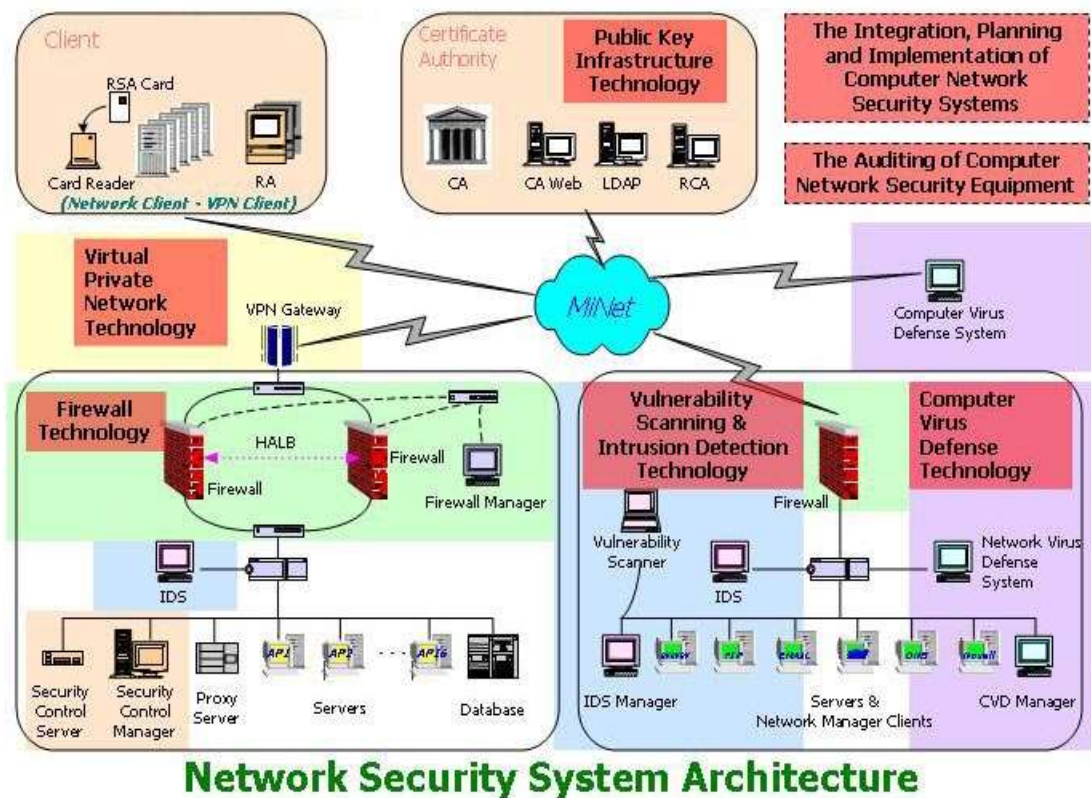 Client
RSA Card
Card Reader
RA
(Network Client - VPN Client)
Certificate
Authority
Public Key
Infrastructure
Technology
CA
CA Web
LDAP
RCA
The Integration, Planning
and Implementation of
Computer Network
Security Systems
The Auditing of Computer
Network Security Equipment
Virtual
Private
Network
Technology
VPN Gateway
MiNet
Computer Virus
Defense System
Firewall
Technology
HALB
Firewall
Firewall
Firewall Manager
IDS
Security
Control
Server
Security
Control
Manager
Proxy
Server
AP1
AP2
Servers
Database
Vulnerability
Scanning &
Intrusion Detection
Technology
Computer
Virus
Defense
Technology
Firewall
Vulnerability
Scanner
IDS
Network Virus
Defense
System
IDS Manager
FTP
DNS
Servers &
Network Manager Clients
CVD Manager
Network Security System Architecture